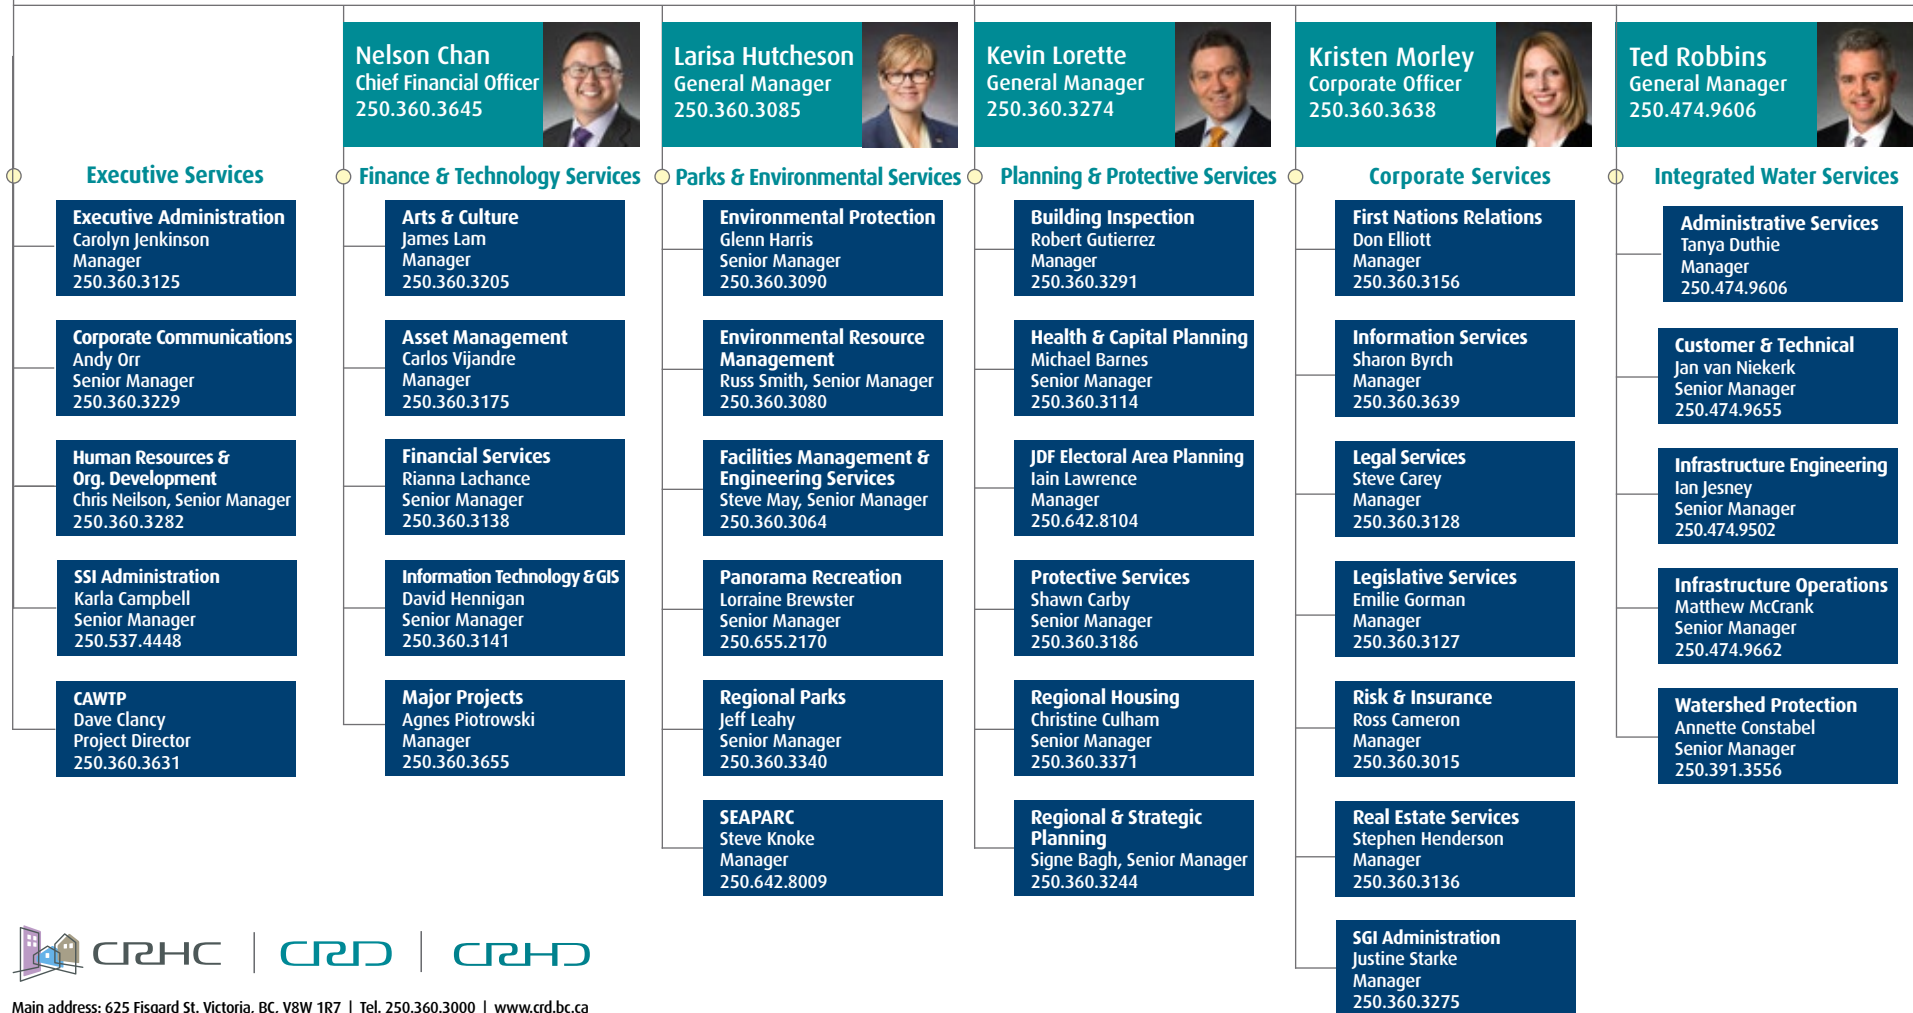 Nelson Chan
Chief Financial Officer
250.360.3645
Larisa Hutcheson
General Manager
250.360.3085
Kevin Lorette
General Manager
250.360.3274
Kristen Morley
Corporate Officer
250.360.3638
Ted Robbins
General Manager
250.474.9606
Executive Services
Executive Administration
Carolyn Jenkinson
Manager
250.360.3125
Corporate Communications
Andy Orr
Senior Manager
250.360.3229
Human Resources &
Org. Development
Chris Neilson, Senior Manager
250.360.3282
SSI Administration
Karla Campbell
Senior Manager
250.537.4448
CAWTP
Dave Clancy
Project Director
250.360.3631
Finance & Technology Services
Arts & Culture
James Lam
Manager
250.360.3205
Asset Management
Carlos Vijandre
Manager
250.360.3175
Financial Services
Rianna Lachance
Senior Manager
250.360.3138
Information Technology & GIS
David Hennigan
Senior Manager
250.360.3141
Major Projects
Agnes Piotrowski
Manager
250.360.3655
Parks & Environmental Services
Environmental Protection
Glenn Harris
Senior Manager
250.360.3090
Environmental Resource
Management
Russ Smith, Senior Manager
250.360.3080
Facilities Management &
Engineering Services
Steve May, Senior Manager
250.360.3064
Panorama Recreation
Lorraine Brewster
Senior Manager
250.655.2170
Regional Parks
Jeff Leahy
Senior Manager
250.360.3340
SEAPARC
Steve Knoke
Manager
250.642.8009
Planning & Protective Services
Building Inspection
Robert Gutierrez
Manager
250.360.3291
Health & Capital Planning
Michael Barnes
Senior Manager
250.360.3114
JDF Electoral Area Planning
Iain Lawrence
Manager
250.642.8104
Protective Services
Shawn Carby
Senior Manager
250.360.3186
Regional Housing
Christine Culham
Senior Manager
250.360.3371
Regional & Strategic
Planning
Signe Bagh, Senior Manager
250.360.3244
Corporate Services
First Nations Relations
Don Elliott
Manager
250.360.3156
Information Services
Sharon Byrch
Manager
250.360.3639
Legal Services
Steve Carey
Manager
250.360.3128
Legislative Services
Emilie Gorman
Manager
250.360.3127
Risk & Insurance
Ross Cameron
Manager
250.360.3015
Real Estate Services
Stephen Henderson
Manager
250.360.3136
SGI Administration
Justine Starke
Manager
250.360.3275
Integrated Water Services
Administrative Services
Tanya Duthie
Manager
250.474.9606
Customer & Technical
Jan van Niekerk
Senior Manager
250.474.9655
Infrastructure Engineering
Ian Jesney
Senior Manager
250.474.9502
Infrastructure Operations
Matthew McCrank
Senior Manager
250.474.9662
Watershed Protection
Annette Constabel
Senior Manager
250.391.3556
CRHC | CRD | CRHD
Main address: 625 Fisgard St, Victoria, BC, V8W 1R7 | Tel. 250.360.3000 | www.crd.bc.ca